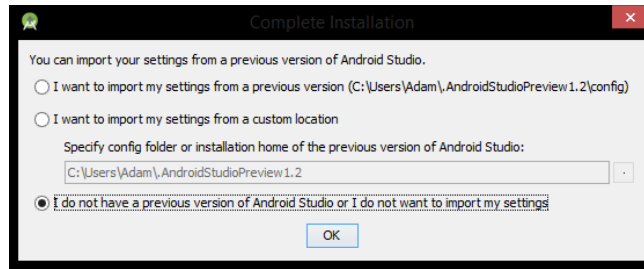 Complete Installation
You can import your settings from a previous version of Android Studio.
I want to import my settings from a previous version (C:\Users\Adam\.AndroidStudioPreview1.2\config)
I want to import my settings from a custom location
Specify config folder or installation home of the previous version of Android Studio:
C:\Users\Adam\.AndroidStudioPreview1.2
.
I do not have a previous version of Android Studio or I do not want to import my settings
OK